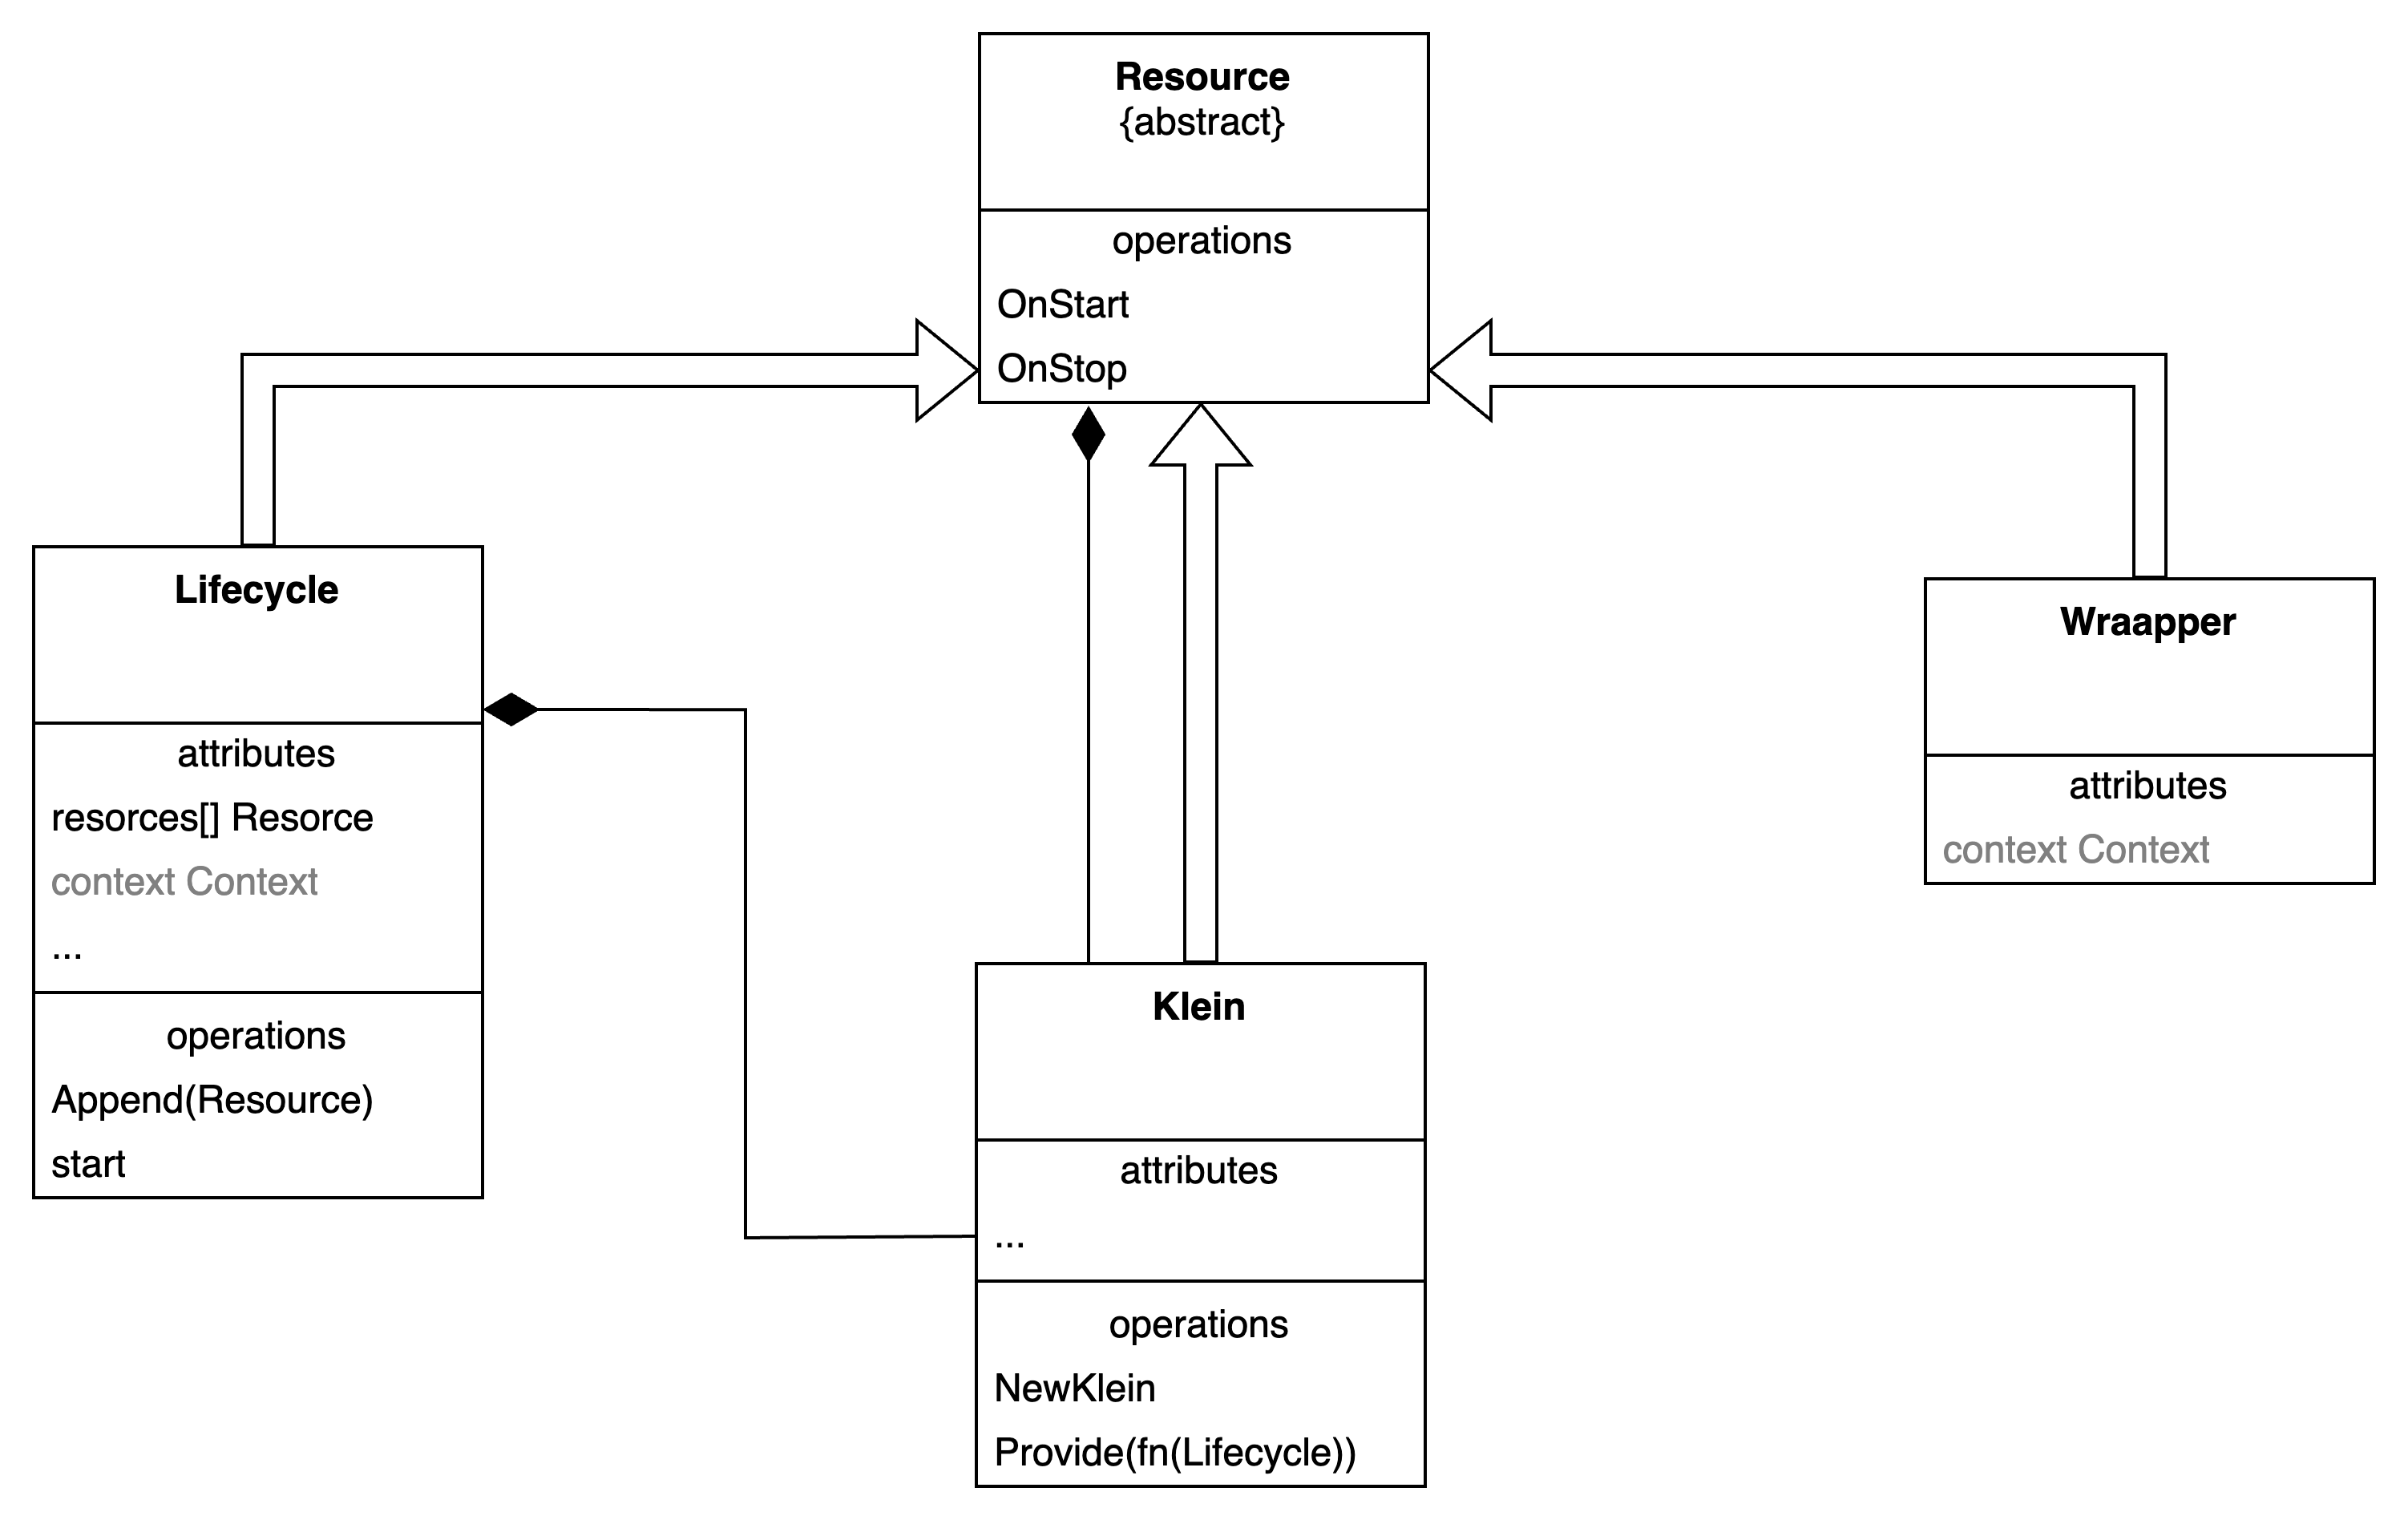 Resource
{abstract}
operations
OnStart
OnStop
Lifecycle
attributes
resorces[] Resorce
context Context
...
operations
Append(Resource)
start
Wraapper
attributes
context Context
Klein
attributes
...
operations
NewKlein
Provide(fn(Lifecycle))